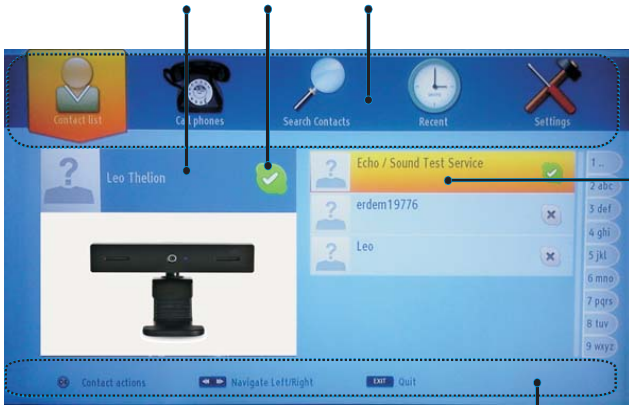 Contact list
Call phones
Search Contacts
Recent
Settings
Leo Thelion
Echo / Sound Test Service
erdem19776
Leo
1 ..
2 abc
3 def
4 ghi
5 jkl
6 mno
7 pqrs
8 tuv
9 wxyz
OK Contact actions
Navigate Left/Right
EXIT Quit